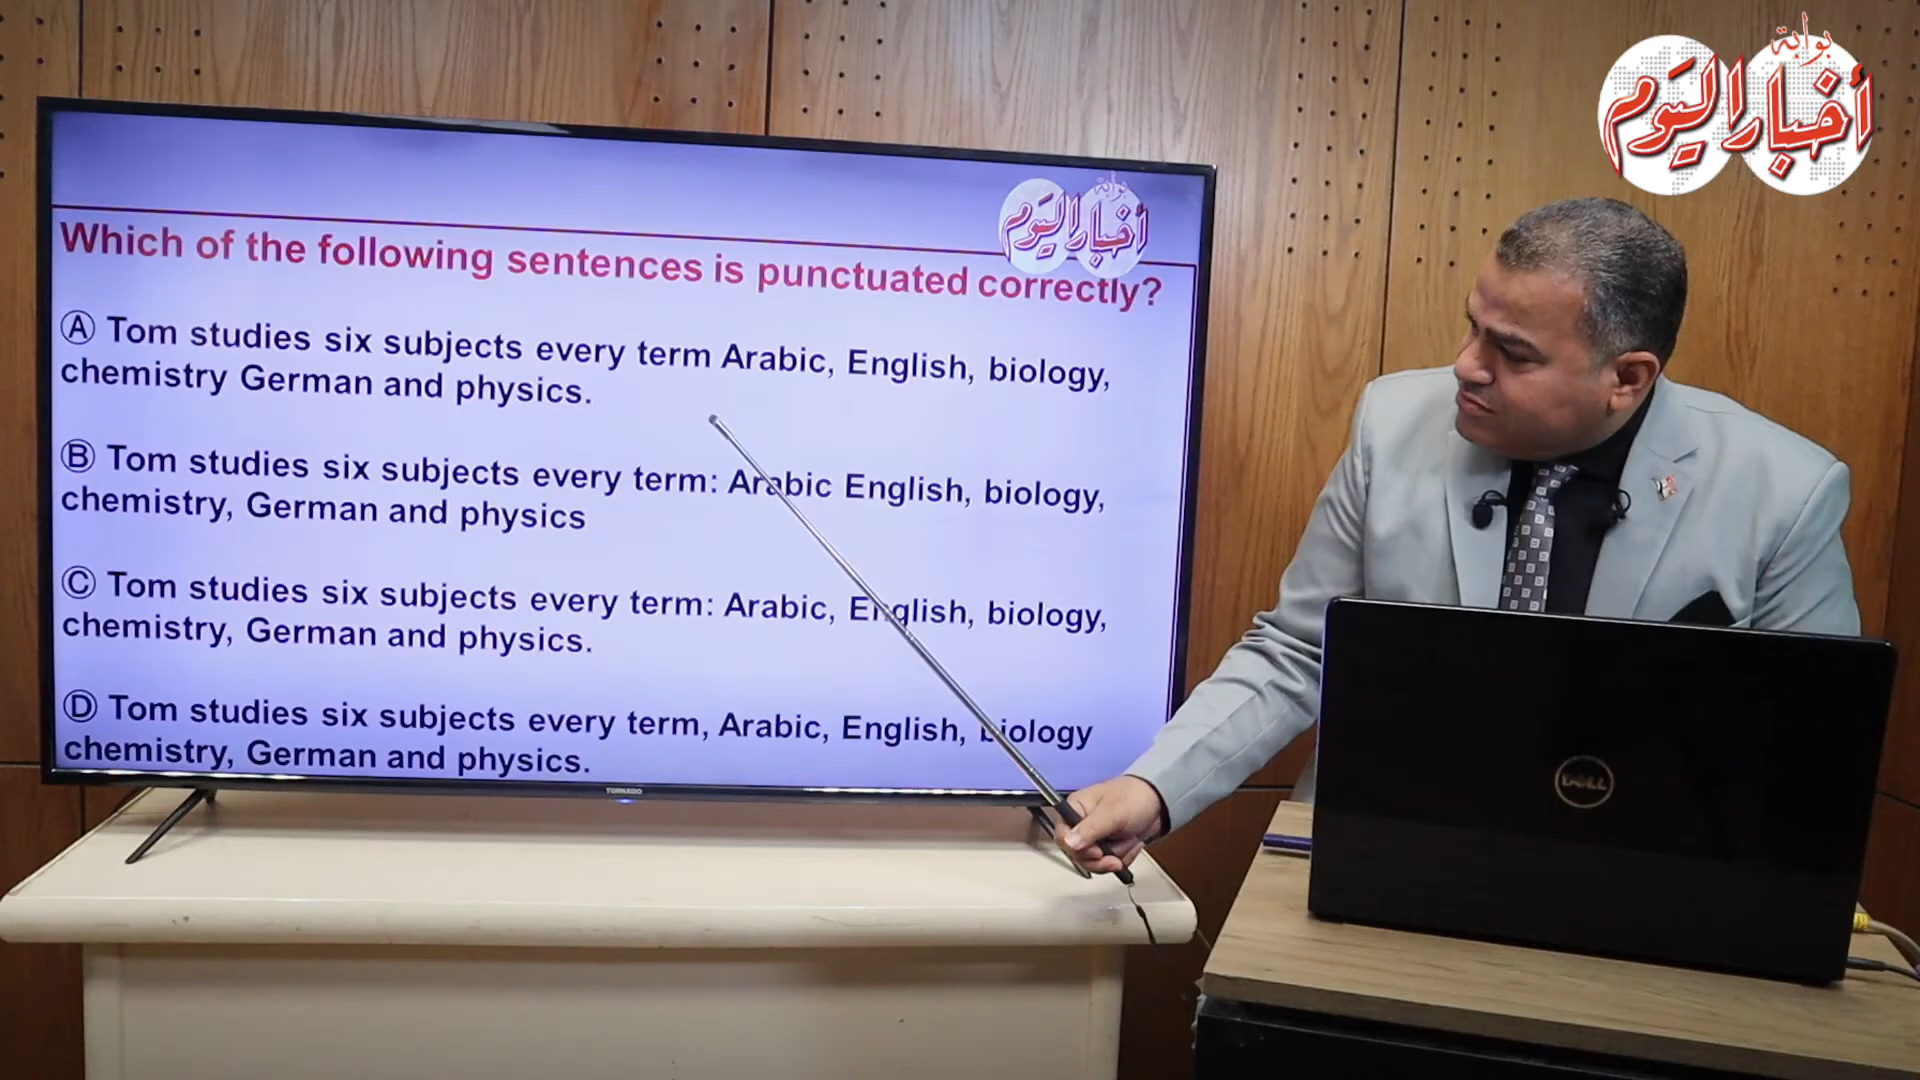 بوابة
أخبار اليوم
بوابة
أخبار اليوم
Which of the following sentences is punctuated correctly?
Ⓐ Tom studies six subjects every term Arabic, English, biology,
chemistry German and physics.
Ⓑ Tom studies six subjects every term: Arabic English, biology,
chemistry, German and physics
Ⓒ Tom studies six subjects every term: Arabic, English, biology,
chemistry, German and physics.
Ⓓ Tom studies six subjects every term, Arabic, English, biology
chemistry, German and physics.
TORNADO
DELL